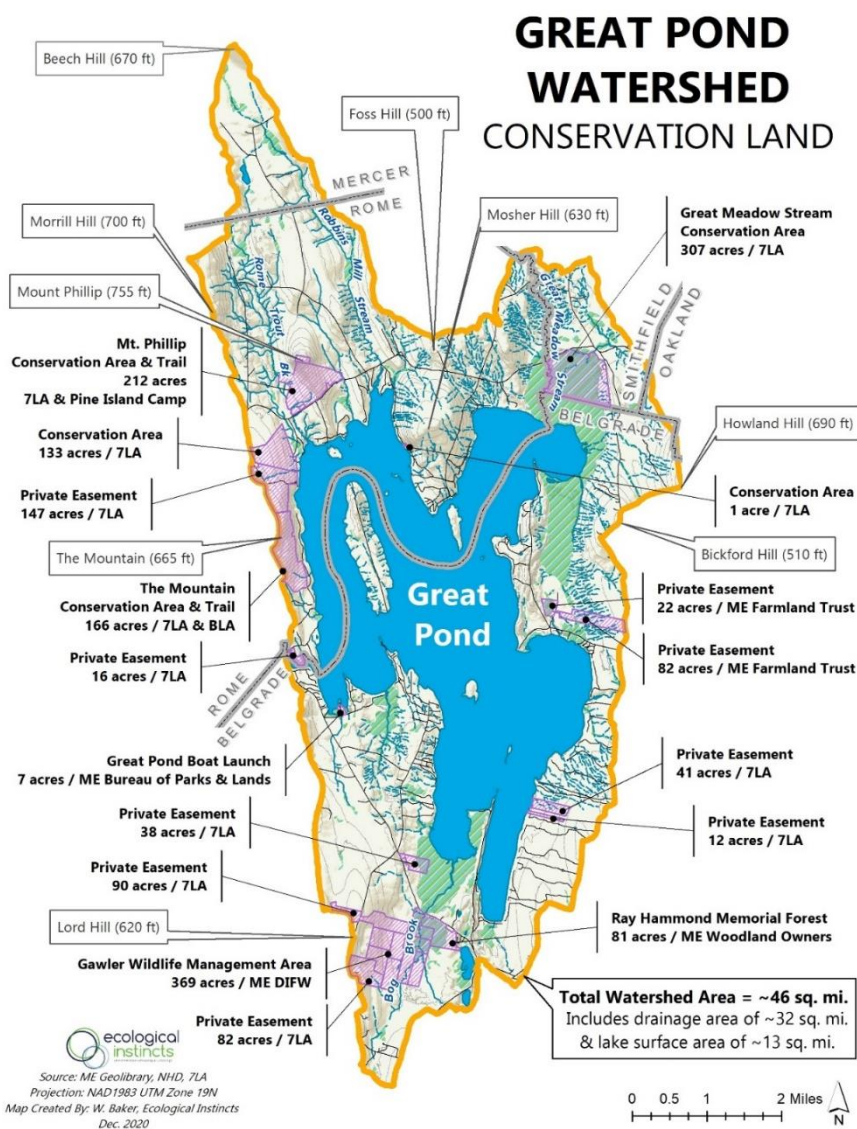 GREAT POND
WATERSHED
CONSERVATION LAND
Beech Hill (670 ft)
Foss Hill (500 ft)
MERCER
ROME
Morrill Hill (700 ft)
Mosher Hill (630 ft)
Great Meadow Stream
Conservation Area
307 acres / 7LA
Robbins Mill Stream
Rome Trout Bk
Mount Phillip (755 ft)
Great Meadow Stream
SMITHFIELD
OAKLAND
Mt. Phillip
Conservation Area & Trail
212 acres
7LA & Pine Island Camp
BELGRADE
Howland Hill (690 ft)
Conservation Area
133 acres / 7LA
Conservation Area
1 acre / 7LA
Private Easement
147 acres / 7LA
The Mountain (665 ft)
Bickford Hill (510 ft)
The Mountain
Conservation Area & Trail
166 acres / 7LA & BLA
Great
Pond
Private Easement
22 acres / ME Farmland Trust
Private Easement
16 acres / 7LA
Private Easement
82 acres / ME Farmland Trust
ROME
BELGRADE
Great Pond Boat Launch
7 acres / ME Bureau of Parks & Lands
Private Easement
41 acres / 7LA
Private Easement
38 acres / 7LA
Private Easement
12 acres / 7LA
Private Easement
90 acres / 7LA
Lord Hill (620 ft)
Bog Brook
Ray Hammond Memorial Forest
81 acres / ME Woodland Owners
Gawler Wildlife Management Area
369 acres / ME DIFW
Private Easement
82 acres / 7LA
Total Watershed Area = ~46 sq. mi.
Includes drainage area of ~32 sq. mi.
& lake surface area of ~13 sq. mi.
ecological
instincts
Source: ME Geolibrary, NHD, 7LA
Projection: NAD1983 UTM Zone 19N
Map Created By: W. Baker, Ecological Instincts
Dec. 2020
0 0.5 1 2 Miles
N